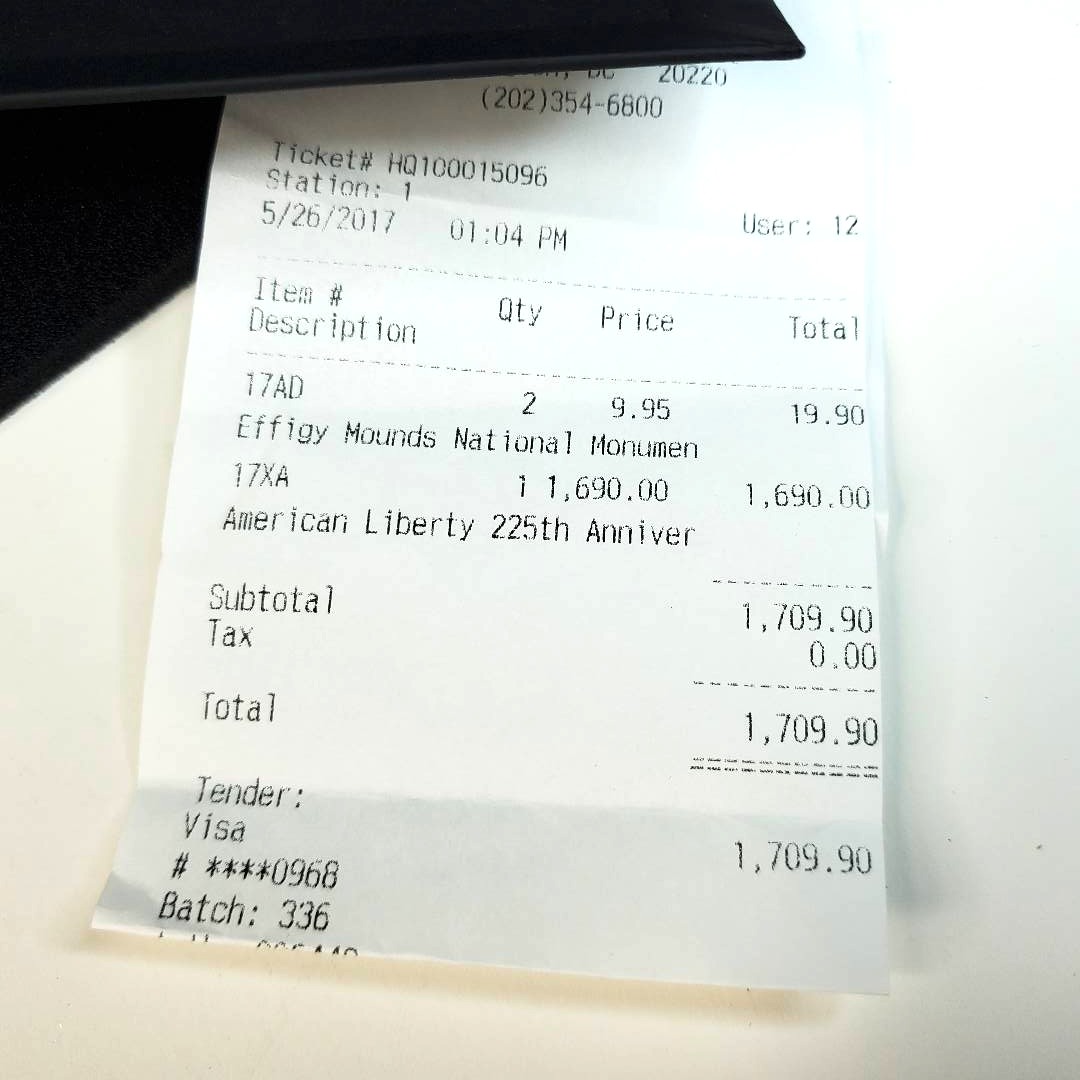 DC 20220
(202)354-6800
Ticket# HQ100015096
Station: 1
User: 12
5/26/2017 01:04 PM
Item #
Description Qty Price Total
17AD 2 9.95 19.90
Effigy Mounds National Monumen
17XA 1 1,690.00 1,690.00
American Liberty 225th Anniver
Subtotal 1,709.90
Tax 0.00
Total 1,709.90
Tender:
Visa 1,709.90
# ****0968
Batch: 336